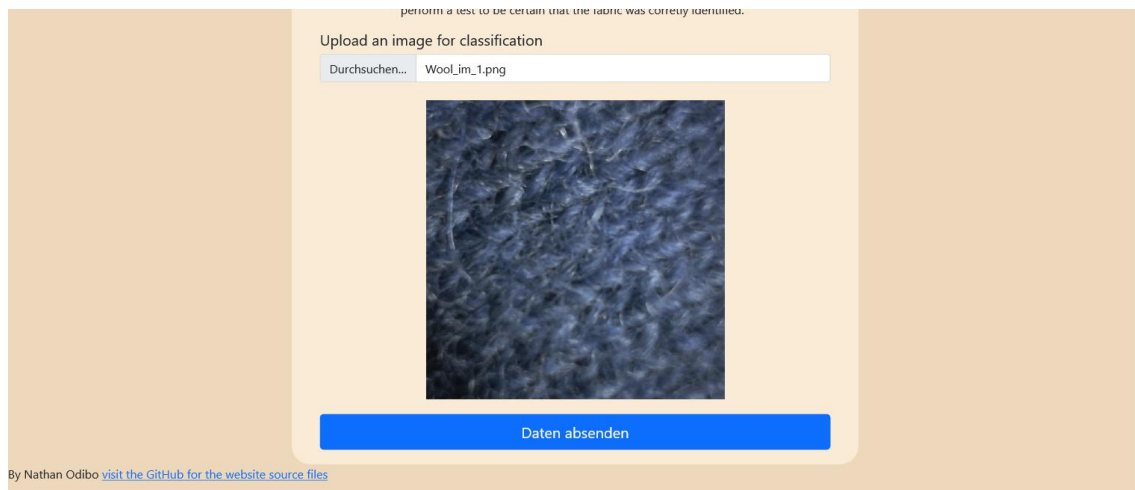 perform a test to be certain that the fabric was corretly identified.
Upload an image for classification
Durchsuchen... Wool_im_1.png
Daten absenden
By Nathan Odibo visit the GitHub for the website source files